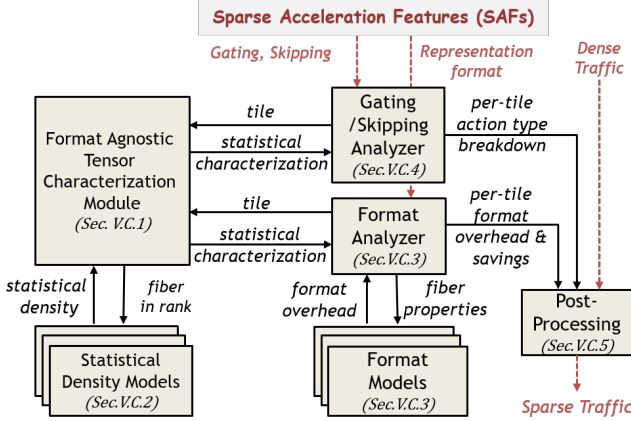 Sparse Acceleration Features (SAFs)
Gating, Skipping
Representation
format
Dense
Traffic
Format Agnostic
Tensor
Characterization
Module
(Sec. V.C.1)
tile
statistical
characterization
Gating
/Skipping
Analyzer
(Sec.V.C.4)
per-tile
action type
breakdown
tile
statistical
characterization
Format
Analyzer
(Sec.V.C.3)
per-tile
format
overhead &
savings
statistical
density
fiber
in rank
format
overhead
fiber
properties
Post-
Processing
(Sec.V.C.5)
Statistical
Density Models
(Sec.V.C.2)
Format
Models
(Sec.V.C.3)
Sparse Traffic